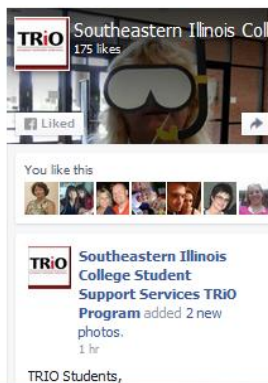 TRiO
Southeastern Illinois Coll
175 likes
Liked
You like this
TRiO
Southeastern Illinois
College Student
Support Services TRiO
Program added 2 new
photos.
1 hr
TRIO Students,